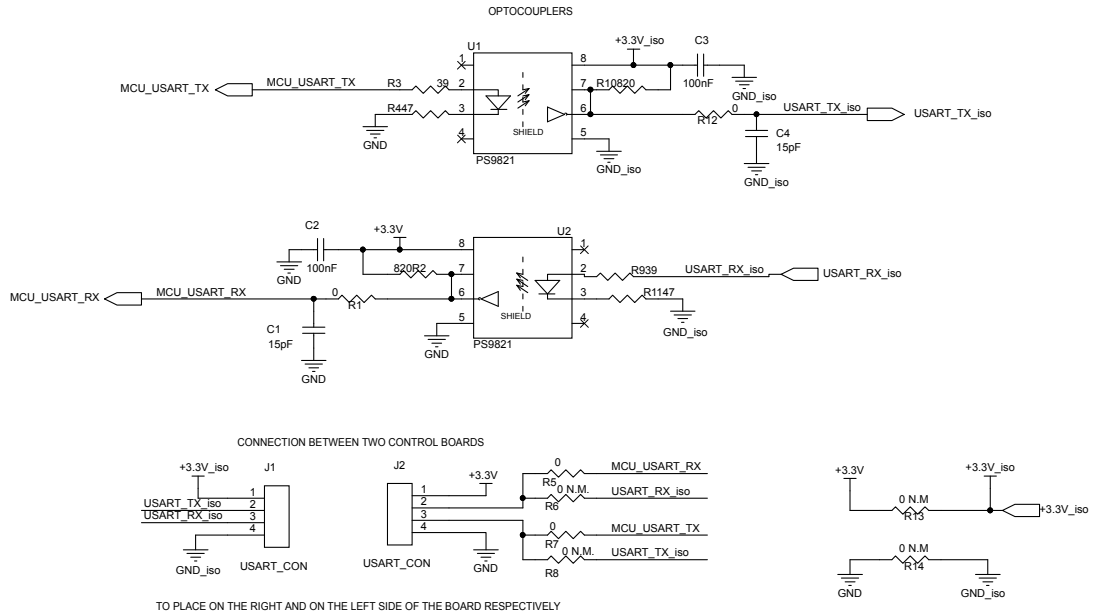 OPTOCOUPLERS
U1
+3.3V_iso
C3
100nF
GND_iso
MCU_USART_TX
MCU_USART_TX
R3 39
R447
GND
1
2
3
4
SHIELD
PS9821
8
7
6
5
R10820
GND_iso
0
R12
USART_TX_iso
USART_TX_iso
C4
15pF
GND_iso
C2
100nF
GND
+3.3V
820R2
MCU_USART_RX
MCU_USART_RX
0
R1
C1
15pF
GND
GND
8
7
6
5
U2
SHIELD
PS9821
1
2
3
4
R939
USART_RX_iso
USART_RX_iso
R1147
GND_iso
CONNECTION BETWEEN TWO CONTROL BOARDS
+3.3V_iso
J1
1
USART_TX_iso 2
USART_RX_iso 3
4
GND_iso
USART_CON
J2
+3.3V
1
2
3
4
USART_CON
GND
0
R5
MCU_USART_RX
0 N.M.
R6
USART_RX_iso
0
R7
MCU_USART_TX
0 N.M.
R8
USART_TX_iso
+3.3V
0 N.M
R13
+3.3V_iso
+3.3V_iso
0 N.M
R14
GND
GND_iso
TO PLACE ON THE RIGHT AND ON THE LEFT SIDE OF THE BOARD RESPECTIVELY